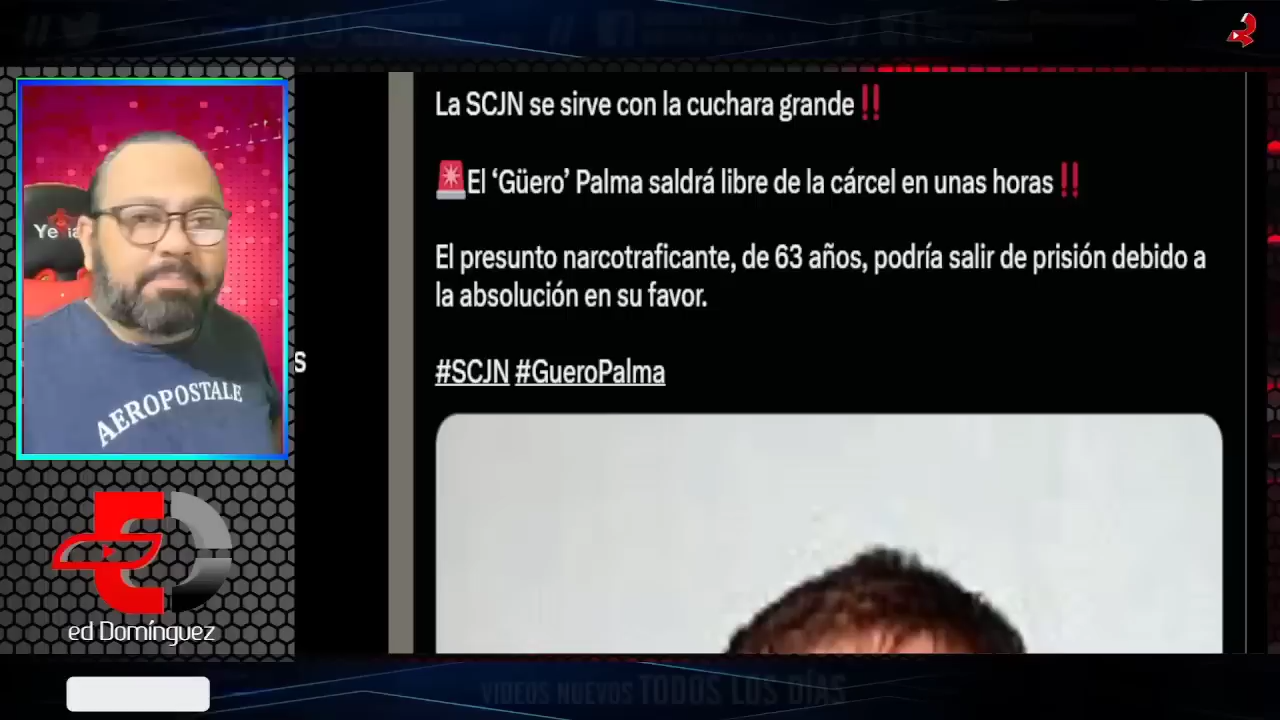 La SCJN se sirve con la cuchara grande‼️
🚨El ‘Güero’ Palma saldrá libre de la cárcel en unas horas‼️
El presunto narcotraficante, de 63 años, podría salir de prisión debido a
la absolución en su favor.
#SCJN #GueroPalma
s
AEROPOSTALE
ed Domínguez
VIDEOS NUEVOS TODOS LOS DÍAS